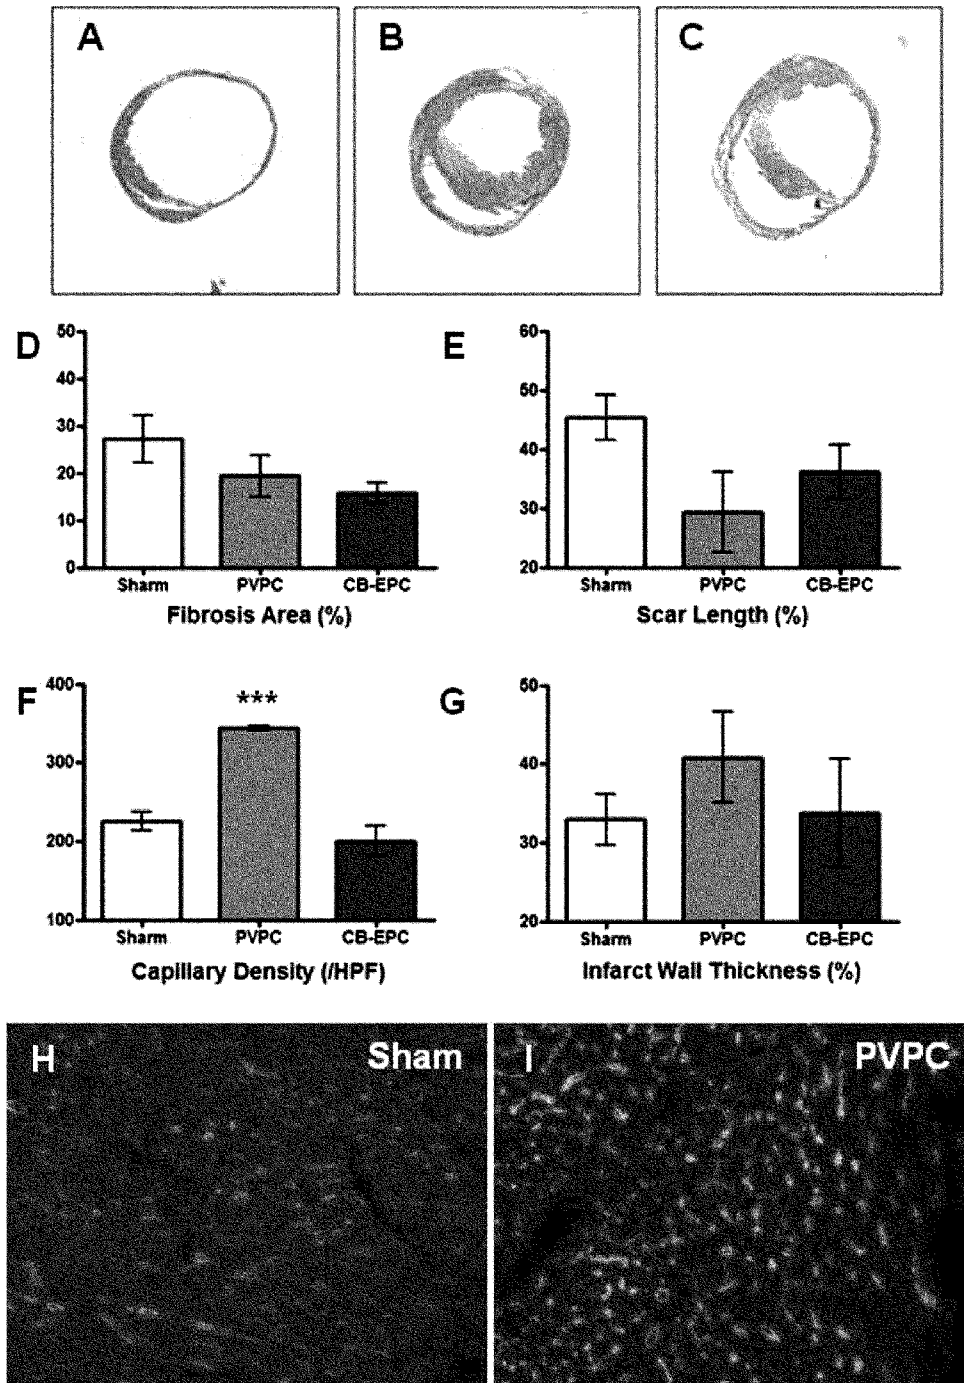 A
B
C
D
50
40
30
20
10
0
Sharm PVPC CB-EPC
Fibrosis Area (%)
E
60
50
40
30
20
Sharm PVPC CB-EPC
Scar Length (%)
F
400
300
200
100
***
Sharm PVPC CB-EPC
Capillary Density (/HPF)
G
50
40
30
20
Sharm PVPC CB-EPC
Infarct Wall Thickness (%)
H Sham
I PVPC